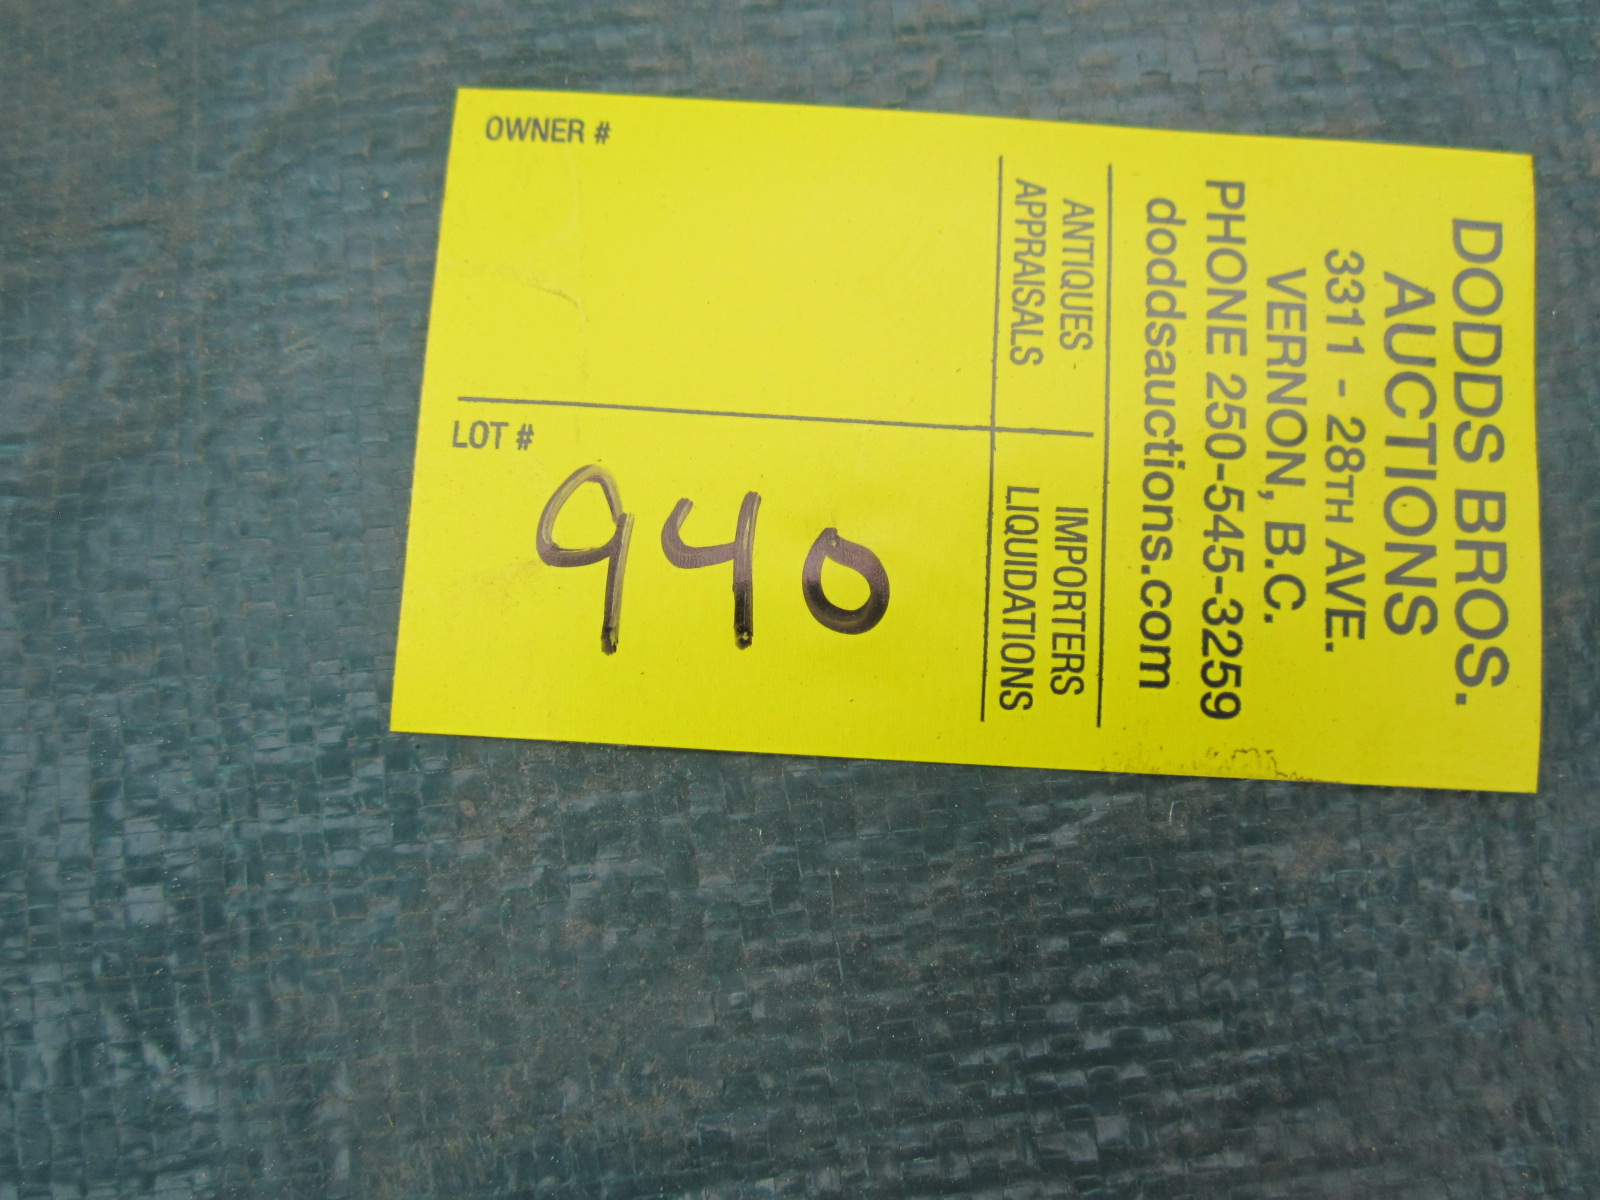 DODDS BROS.
AUCTIONS
3311 - 28TH AVE.
VERNON, B.C.
PHONE 250-545-3259
doddsauctions.com
ANTIQUES
APPRAISALS
IMPORTERS
LIQUIDATIONS
OWNER #
LOT #
940